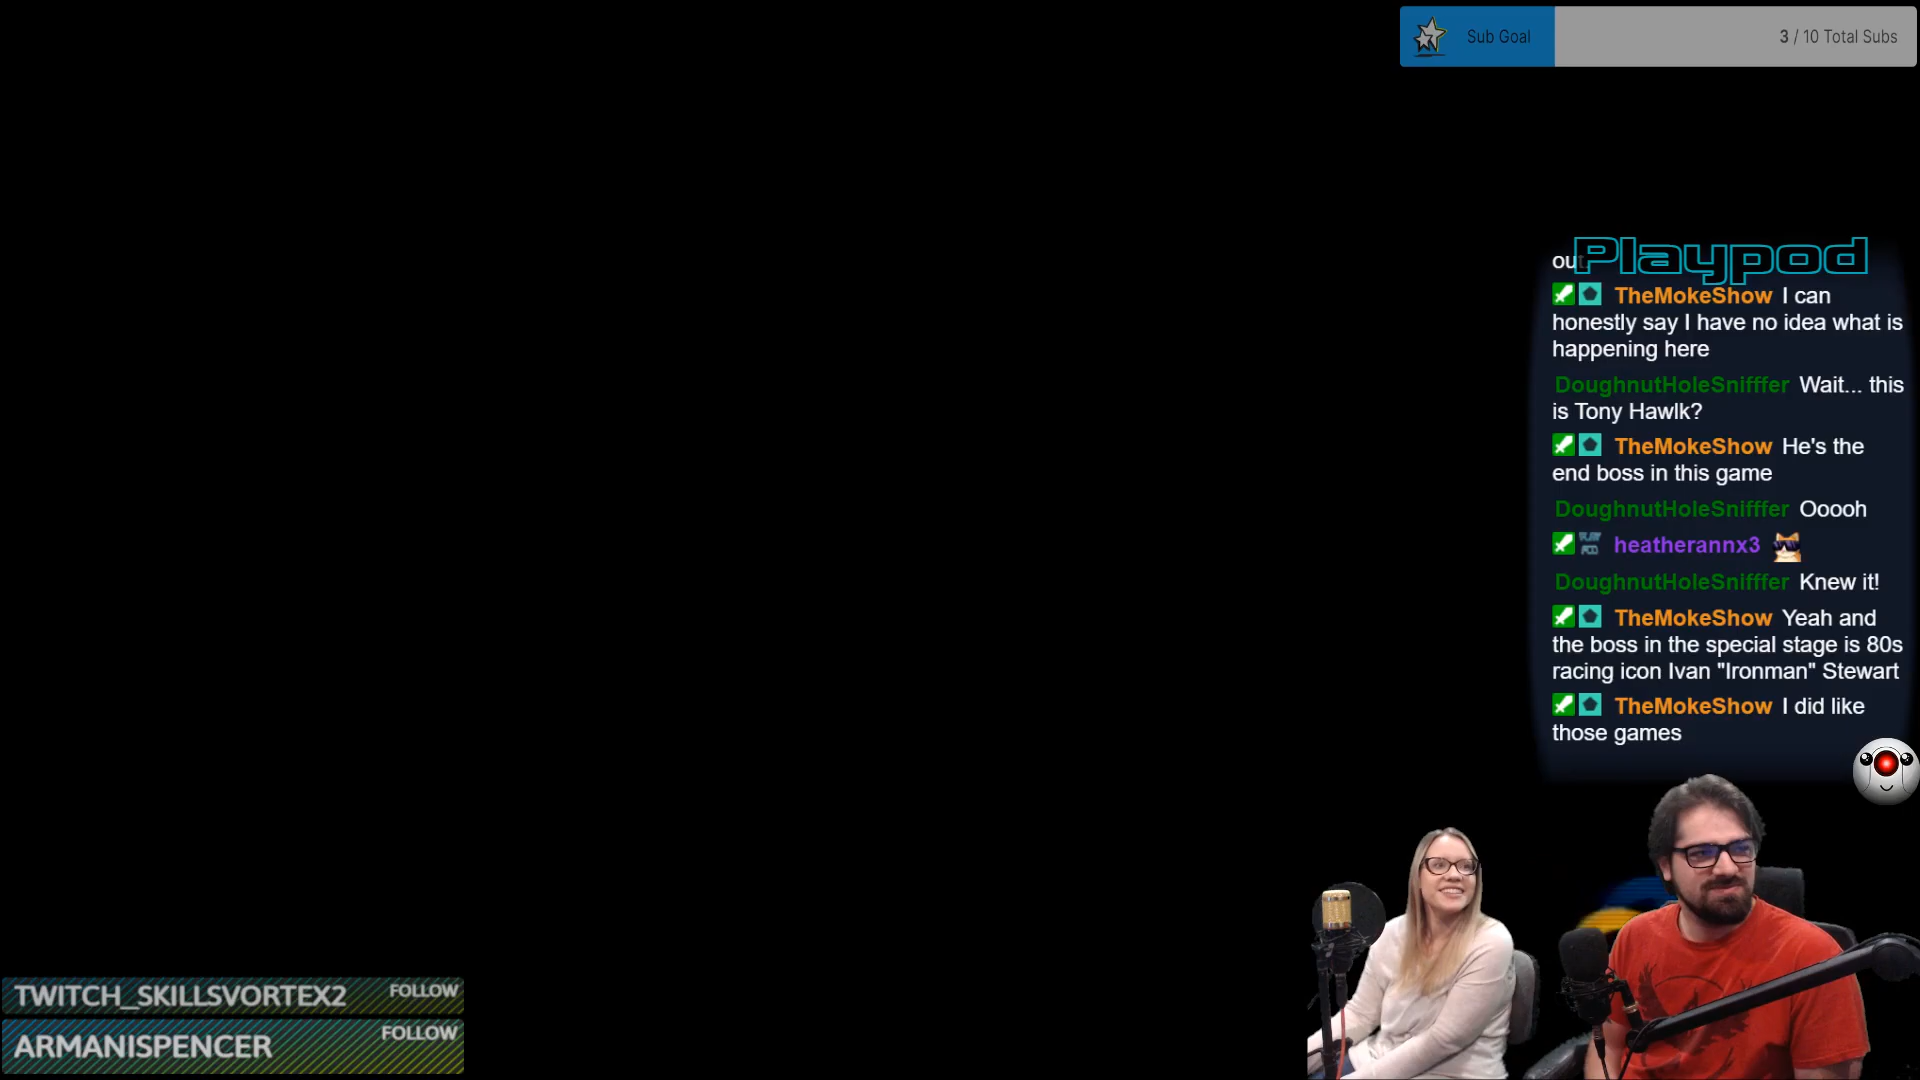 Sub Goal
3 / 10 Total Subs
Playpod
TheMokeShow I can
honestly say I have no idea what is
happening here
DoughnutHoleSnifffer Wait... this
is Tony Hawlk?
TheMokeShow He's the
end boss in this game
DoughnutHoleSnifffer Ooooh
heatherannx3
DoughnutHoleSnifffer Knew it!
TheMokeShow Yeah and
the boss in the special stage is 80s
racing icon Ivan "Ironman" Stewart
TheMokeShow I did like
those games
TWITCH_SKILLSVORTEX2 FOLLOW
ARMANISPENCER FOLLOW